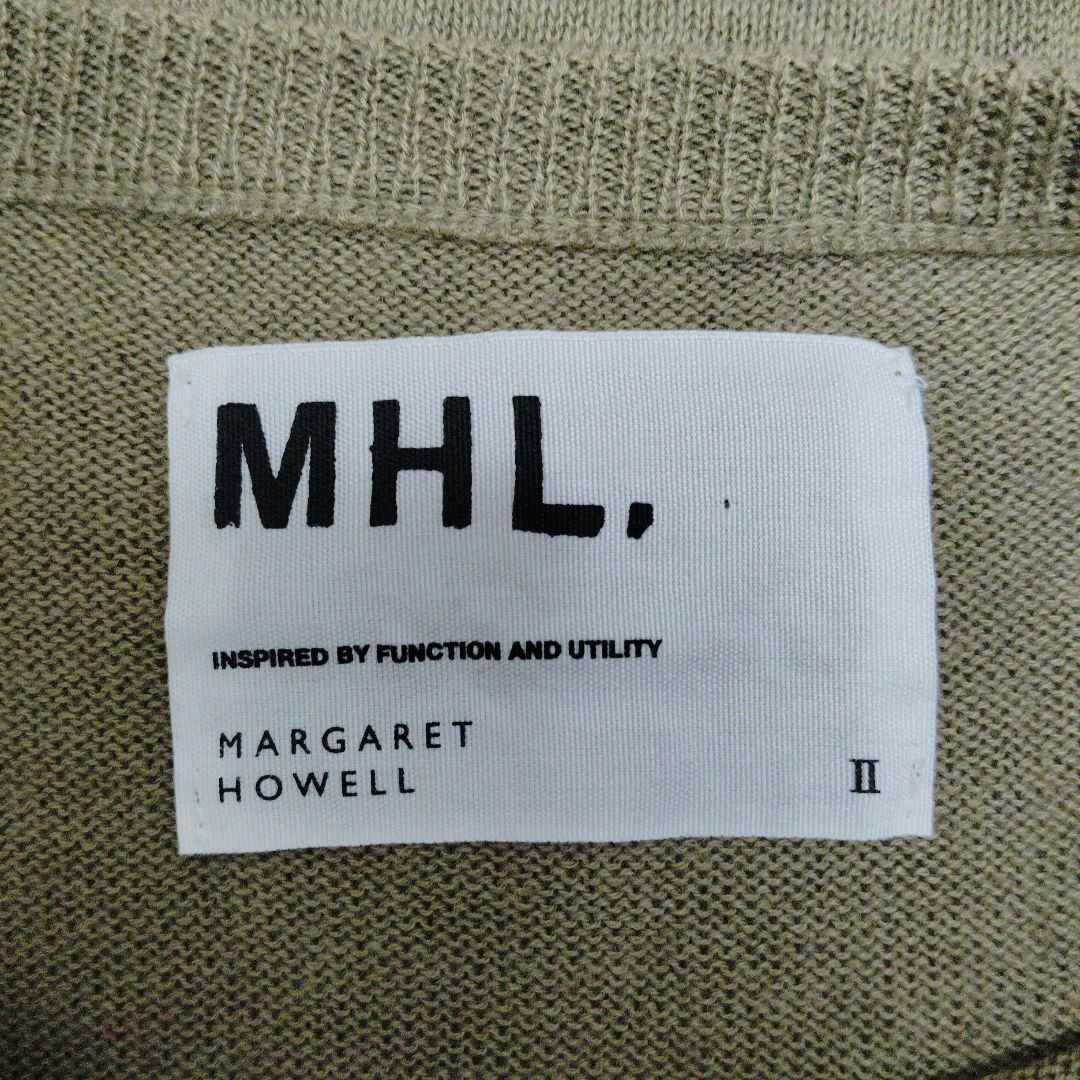 MHL.
INSPIRED BY FUNCTION AND UTILITY
MARGARET
HOWELL
II